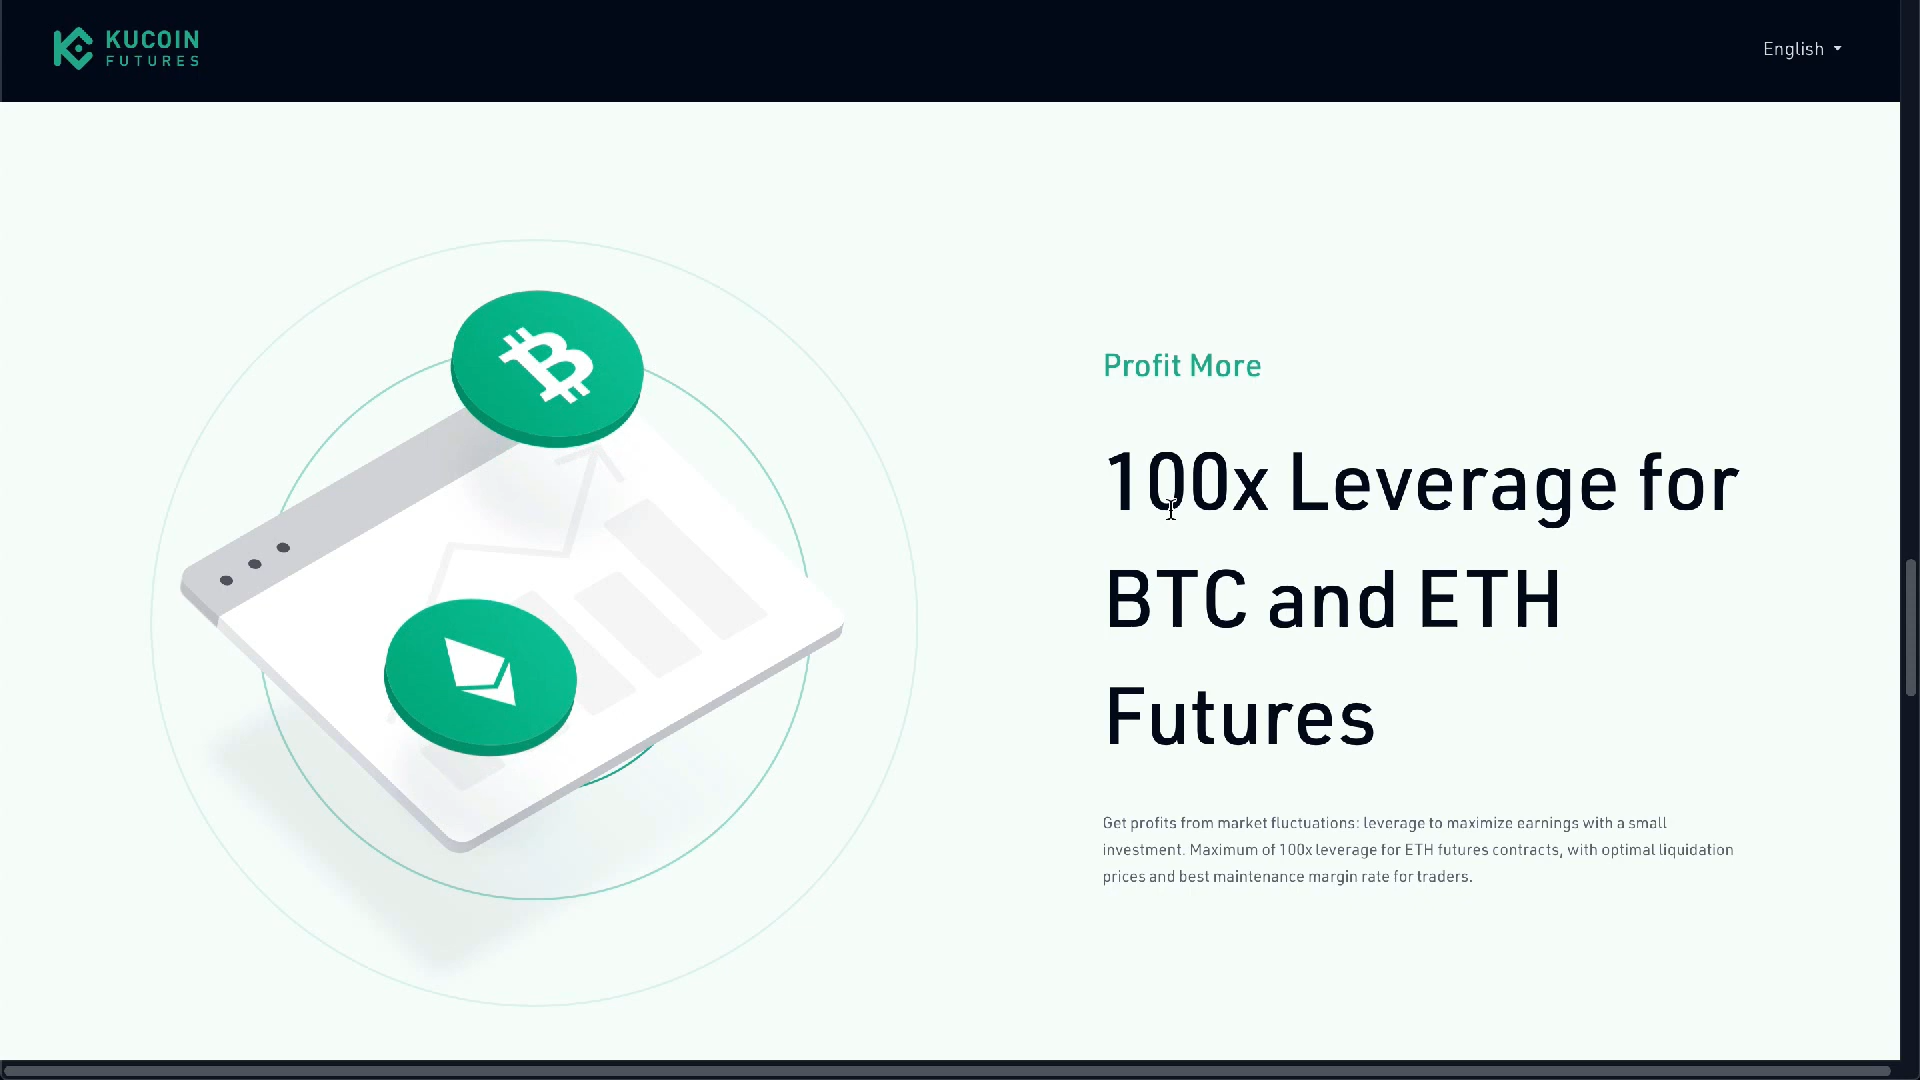 KUCOIN
FUTURES
English
Profit More
100x Leverage for
BTC and ETH
Futures
Get profits from market fluctuations: leverage to maximize earnings with a small
investment. Maximum of 100x leverage for ETH futures contracts, with optimal liquidation
prices and best maintenance margin rate for traders.